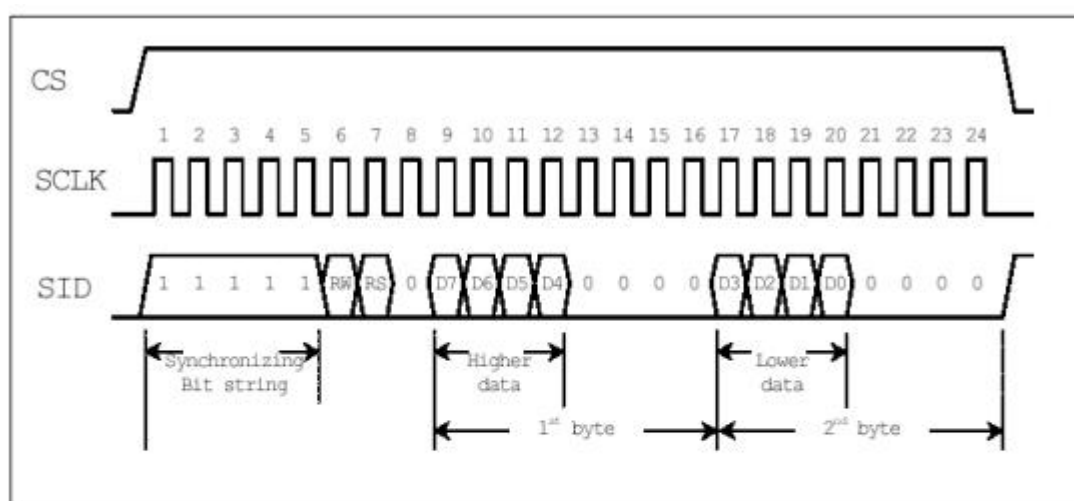 CS
1 2 3 4 5 6 7 8 9 10 11 12 13 14 15 16 17 18 19 20 21 22 23 24
SCLK
SID 1 1 1 1 1 RW RS 0 D7 D6 D5 D4 0 0 0 0 D3 D2 D1 D0 0 0 0 0
Synchronizing Higher Lower
Bit string data data
1st byte 2nd byte